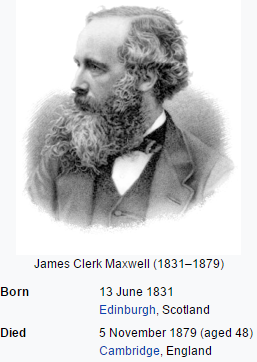 James Clerk Maxwell (1831–1879)
Born 13 June 1831
Edinburgh, Scotland
Died 5 November 1879 (aged 48)
Cambridge, England